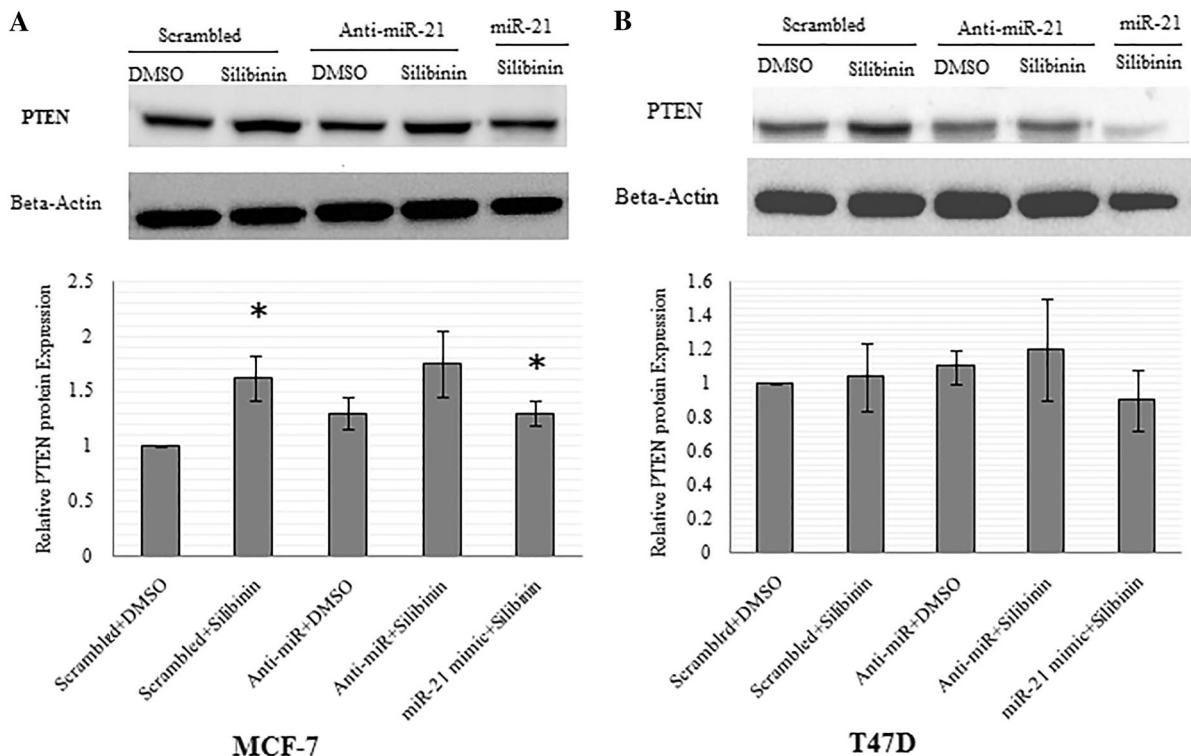 A
Scrambled
Anti-miR-21
miR-21
DMSO
Silibinin
DMSO
Silibinin
Silibinin
PTEN
Beta-Actin
Relative PTEN protein Expression
2.5
2
1.5
1
0.5
0
*
*
Scrambled+DMSO
Scrambled+Silibinin
Anti-miR+DMSO
Anti-miR+Silibinin
miR-21 mimic+Silibinin
MCF-7
B
Scrambled
Anti-miR-21
miR-21
DMSO
Silibinin
DMSO
Silibinin
Silibinin
PTEN
Beta-Actin
Relative PTEN protein Expression
1.6
1.4
1.2
1
0.8
0.6
0.4
0.2
0
Scramblrd+DMSO
Scrambled+Silibinin
Anti-miR+DMSO
Anti-miR+Silibinin
miR-21 mimic+Silibinin
T47D